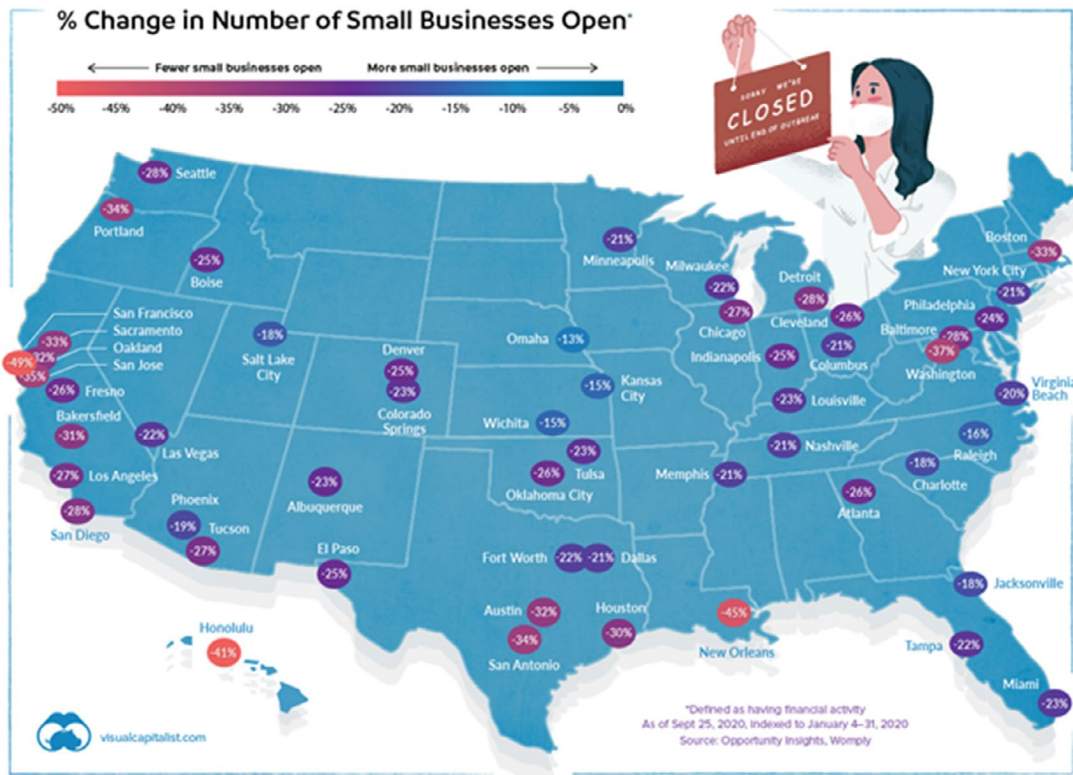 % Change in Number of Small Businesses Open*
Fewer small businesses open
More small businesses open
-50% -45% -40% -35% -30% -25% -20% -15% -10% -5% 0%
SORRY WE'RE
CLOSED
UNTIL END OF OUTBREAK
-28% Seattle
-34%
Portland
-25%
Boise
San Francisco
Sacramento
Oakland
San Jose
-33%
-32%
-49%
-35%
-26% Fresno
Bakersfield
-31%
-27% Los Angeles
-28%
San Diego
-22%
Las Vegas
-18%
Salt Lake
City
Denver
-25%
-23%
Colorado
Springs
Phoenix
-19%
Tucson
-27%
-23%
Albuquerque
El Paso
-25%
Honolulu
-41%
-21%
Minneapolis
Milwaukee
-22%
-27%
Chicago
Detroit
-28%
-26%
Cleveland
-21%
Columbus
Indianapolis -25%
-23% Louisville
Omaha -13%
-15% Kansas
City
Wichita -15%
-23%
Tulsa
-26%
Oklahoma City
Memphis -21%
-21% Nashville
Fort Worth -22% -21% Dallas
Austin -32%
-34%
San Antonio
Houston
-30%
-45%
New Orleans
Boston
-33%
New York City
-21%
Philadelphia
-24%
Baltimore
-28%
-37%
Washington
-20% Virginia
Beach
-16%
Raleigh
-18%
Charlotte
-26%
Atlanta
-18% Jacksonville
Tampa -22%
Miami
-23%
*Defined as having financial activity
As of Sept 25, 2020, indexed to January 4–31, 2020
Source: Opportunity Insights, Womply
visualcapitalist.com